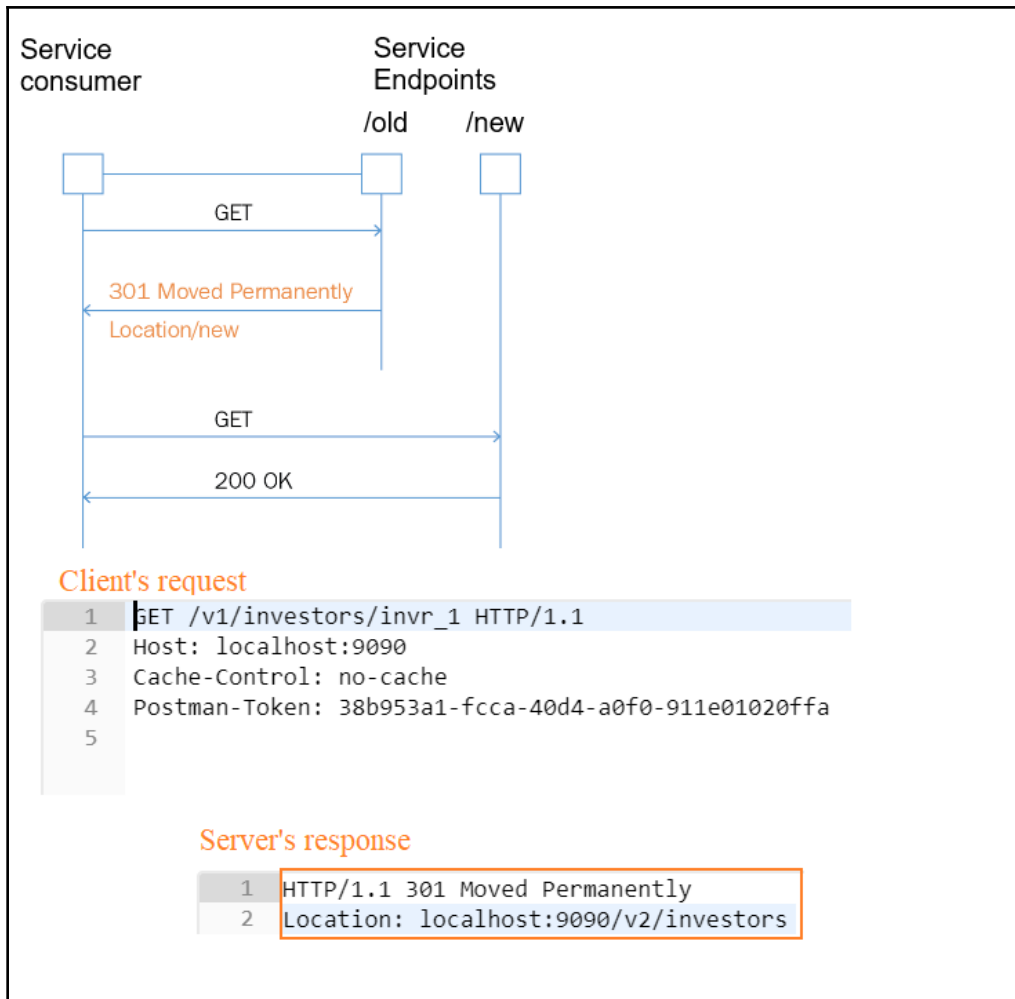 Service
consumer
Service
Endpoints
/old
/new
GET
301 Moved Permanently
Location/new
GET
200 OK
Client's request
1 GET /v1/investors/invr_1 HTTP/1.1
2 Host: localhost:9090
3 Cache-Control: no-cache
4 Postman-Token: 38b953a1-fcca-40d4-a0f0-911e01020ffa
5
Server's response
1 HTTP/1.1 301 Moved Permanently
2 Location: localhost:9090/v2/investors